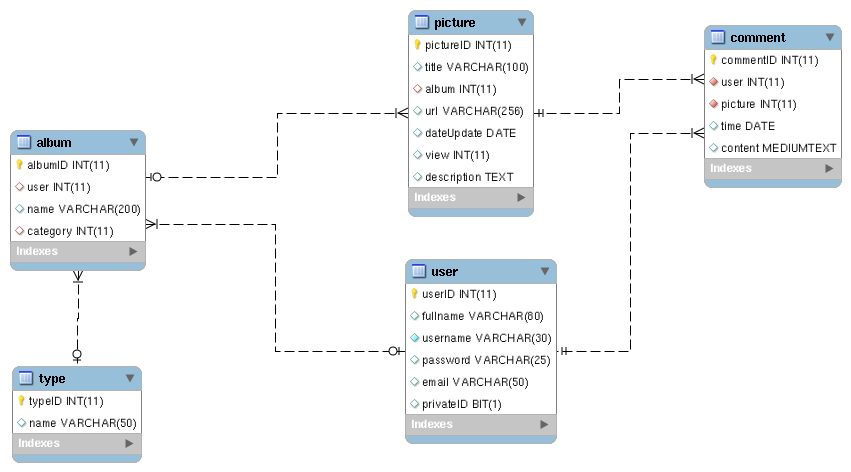 picture
pictureID INT(11)
title VARCHAR(100)
album INT(11)
url VARCHAR(256)
dateUpdate DATE
view INT(11)
description TEXT
Indexes
comment
commentID INT(11)
user INT(11)
picture INT(11)
time DATE
content MEDIUMTEXT
Indexes
album
albumID INT(11)
user INT(11)
name VARCHAR(200)
category INT(11)
Indexes
user
userID INT(11)
fullname VARCHAR(80)
username VARCHAR(30)
password VARCHAR(25)
email VARCHAR(50)
privateID BIT(1)
Indexes
type
typeID INT(11)
name VARCHAR(50)
Indexes